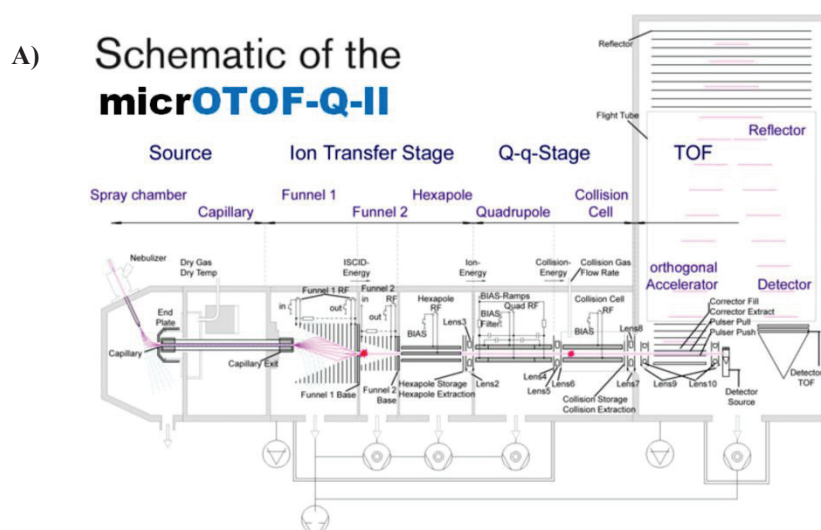 A)
Schematic of the
micrOTOF-Q-II
Source
Ion Transfer Stage
Q-q-Stage
TOF
Spray chamber
Capillary
Funnel 1
Funnel 2
Hexapole
Quadrupole
Collision
Cell
Reflector
Flight Tube
Reflector
orthogonal
Accelerator
Detector
Nebulizer
Dry Gas
Dry Temp
ISCID-
Energy
Ion-
Energy
Collision-
Energy
Collision Gas
Flow Rate
End
Plate
Capillary
Capillary Exit
Funnel 1 RF
in
out
Funnel 1 Base
Funnel 2
in
RF
out
Funnel 2
Base
Hexapole
RF
BIAS
Hexapole Storage
Hexapole Extraction
Lens3
Lens2
BIAS-Ramps
Quad RF
BIAS
Filter
Lens4
Lens5
Lens6
Collision Cell
RF
BIAS
Collision Storage
Collision Extraction
Lens8
Lens7
Corrector Fill
Corrector Extract
Pulser Pull
Pulser Push
Lens9
Lens10
Detector
Source
Detector
TOF